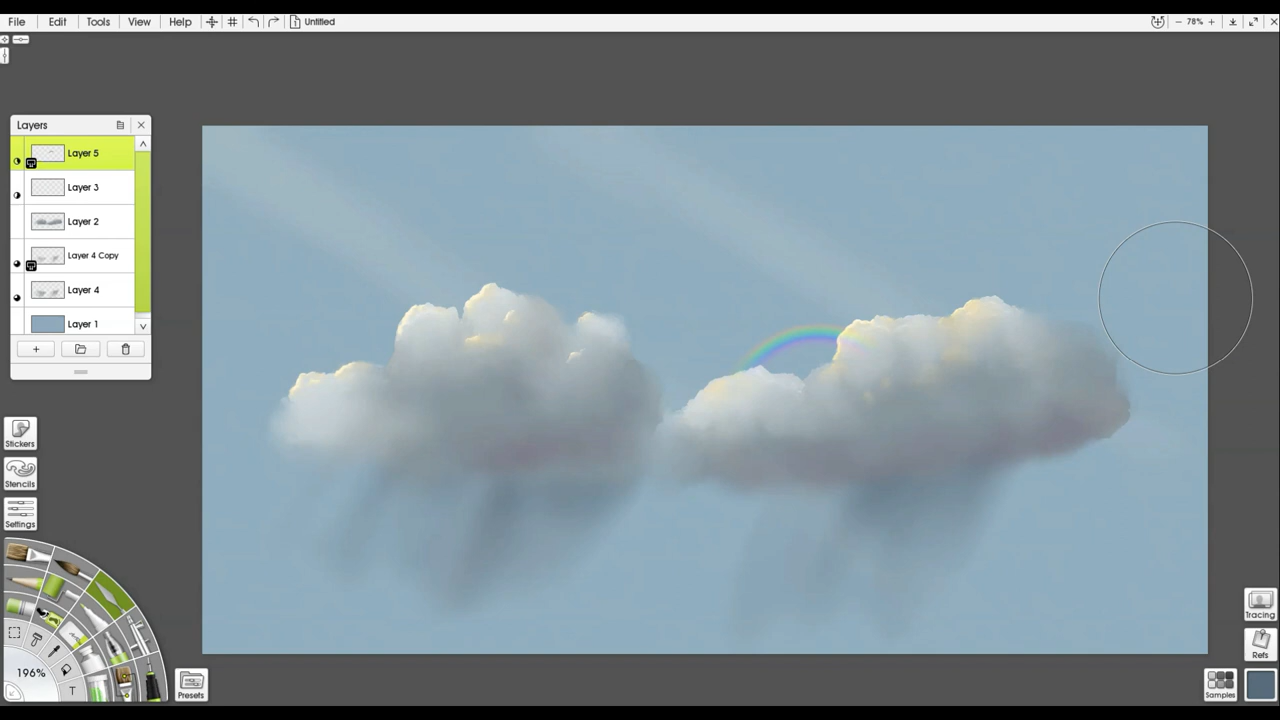 File Edit Tools View Help Untitled 78%
Layers
Layer 5
Layer 3
Layer 2
Layer 4 Copy
Layer 4
Layer 1
Stickers
Stencils
Settings
196%
T
Presets
Tracing
Refs
Samples